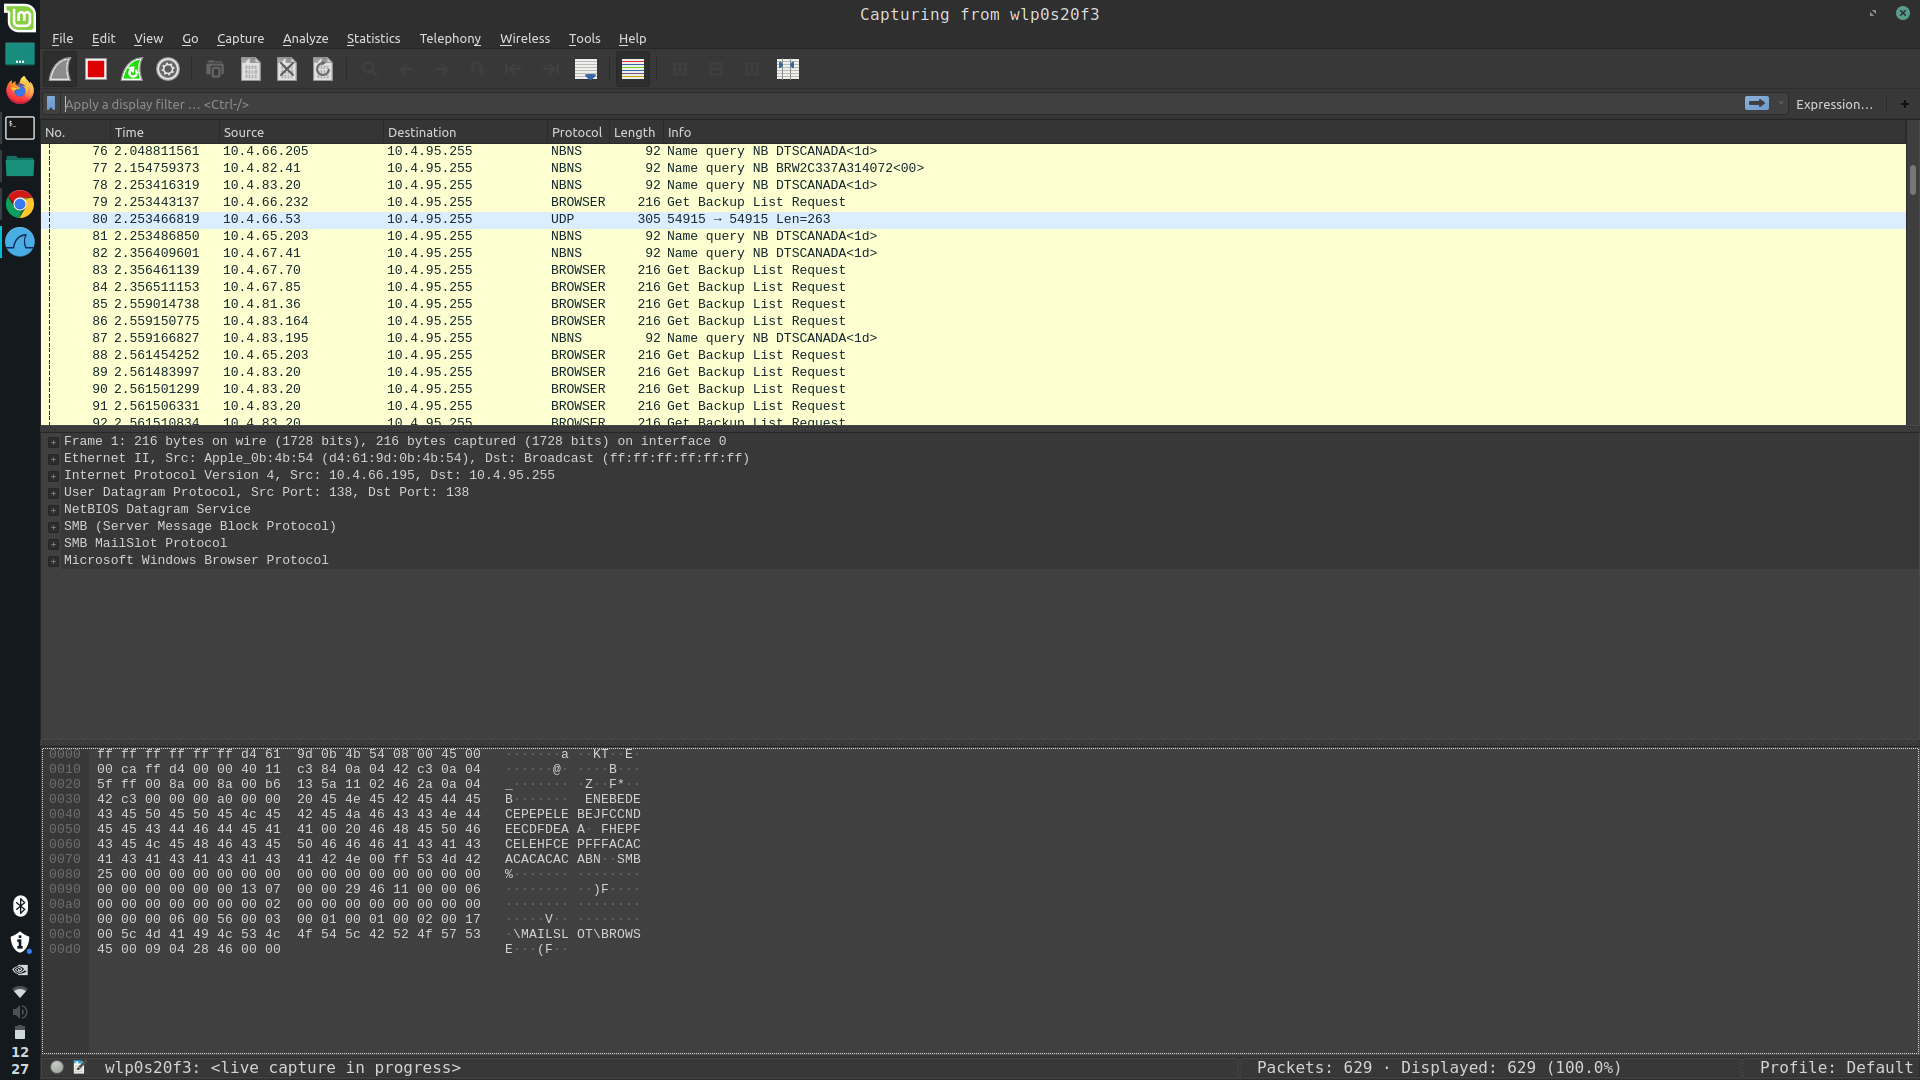 Capturing from wlp0s20f3
File Edit View Go Capture Analyze Statistics Telephony Wireless Tools Help
Apply a display filter … <Ctrl-/> Expression… +
No. Time Source Destination Protocol Length Info
76 2.048811561 10.4.66.205 10.4.95.255 NBNS 92 Name query NB DTSCANADA<1d>
77 2.154759373 10.4.82.41 10.4.95.255 NBNS 92 Name query NB BRW2C337A314072<00>
78 2.253416319 10.4.83.20 10.4.95.255 NBNS 92 Name query NB DTSCANADA<1d>
79 2.253443137 10.4.66.232 10.4.95.255 BROWSER 216 Get Backup List Request
80 2.253466819 10.4.66.53 10.4.95.255 UDP 305 54915 → 54915 Len=263
81 2.253486850 10.4.65.203 10.4.95.255 NBNS 92 Name query NB DTSCANADA<1d>
82 2.356409601 10.4.67.41 10.4.95.255 NBNS 92 Name query NB DTSCANADA<1d>
83 2.356461139 10.4.67.70 10.4.95.255 BROWSER 216 Get Backup List Request
84 2.356511153 10.4.67.85 10.4.95.255 BROWSER 216 Get Backup List Request
85 2.559014738 10.4.81.36 10.4.95.255 BROWSER 216 Get Backup List Request
86 2.559150775 10.4.83.164 10.4.95.255 BROWSER 216 Get Backup List Request
87 2.559166827 10.4.83.195 10.4.95.255 NBNS 92 Name query NB DTSCANADA<1d>
88 2.561454252 10.4.65.203 10.4.95.255 BROWSER 216 Get Backup List Request
89 2.561483997 10.4.83.20 10.4.95.255 BROWSER 216 Get Backup List Request
90 2.561501299 10.4.83.20 10.4.95.255 BROWSER 216 Get Backup List Request
91 2.561506331 10.4.83.20 10.4.95.255 BROWSER 216 Get Backup List Request
92 2.561510834 10.4.83.20 10.4.95.255 BROWSER 216 Get Backup List Request
Frame 1: 216 bytes on wire (1728 bits), 216 bytes captured (1728 bits) on interface 0
Ethernet II, Src: Apple_0b:4b:54 (d4:61:9d:0b:4b:54), Dst: Broadcast (ff:ff:ff:ff:ff:ff)
Internet Protocol Version 4, Src: 10.4.66.195, Dst: 10.4.95.255
User Datagram Protocol, Src Port: 138, Dst Port: 138
NetBIOS Datagram Service
SMB (Server Message Block Protocol)
SMB MailSlot Protocol
Microsoft Windows Browser Protocol
0000 ff ff ff ff ff ff d4 61 9d 0b 4b 54 08 00 45 00 ·······a ··KT··E·
0010 00 ca ff d4 00 00 40 11 c3 84 0a 04 42 c3 0a 04 ······@· ····B···
0020 5f ff 00 8a 00 8a 00 b6 13 5a 11 02 46 2a 0a 04 _······· ·Z··F*··
0030 42 c3 00 00 00 a0 00 00 20 45 4e 45 42 45 44 45 B······· ENEBEDE
0040 43 45 50 45 50 45 4c 45 42 45 4a 46 43 43 4e 44 CEPEPELE BEJFCCND
0050 45 45 43 44 46 44 45 41 41 00 20 46 48 45 50 46 EECDFDEA A· FHEPF
0060 43 45 4c 45 48 46 43 45 50 46 46 46 41 43 41 43 CELEHFCE PFFFACAC
0070 41 43 41 43 41 43 41 43 41 42 4e 00 ff 53 4d 42 ACACACAC ABN··SMB
0080 25 00 00 00 00 00 00 00 00 00 00 00 00 00 00 00 %······· ········
0090 00 00 00 00 00 00 13 07 00 00 29 46 11 00 00 06 ········ ··)F····
00a0 00 00 00 00 00 00 00 02 00 00 00 00 00 00 00 00 ········ ········
00b0 00 00 00 06 00 56 00 03 00 01 00 01 00 02 00 17 ·····V·· ········
00c0 00 5c 4d 41 49 4c 53 4c 4f 54 5c 42 52 4f 57 53 ·\MAILSL OT\BROWS
00d0 45 00 09 04 28 46 00 00 E···(F··
12
27
wlp0s20f3: <live capture in progress> Packets: 629 · Displayed: 629 (100.0%) Profile: Default